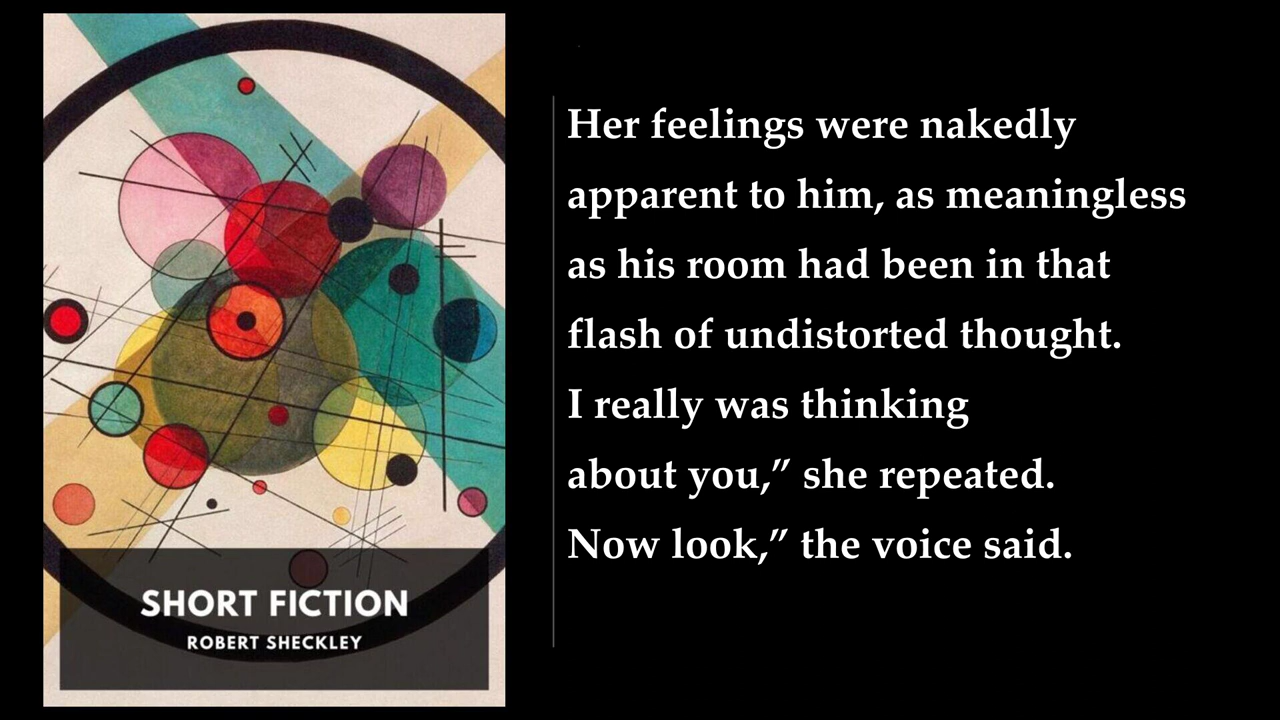 SHORT FICTION
ROBERT SHECKLEY
Her feelings were nakedly
apparent to him, as meaningless
as his room had been in that
flash of undistorted thought.
I really was thinking
about you,” she repeated.
Now look,” the voice said.